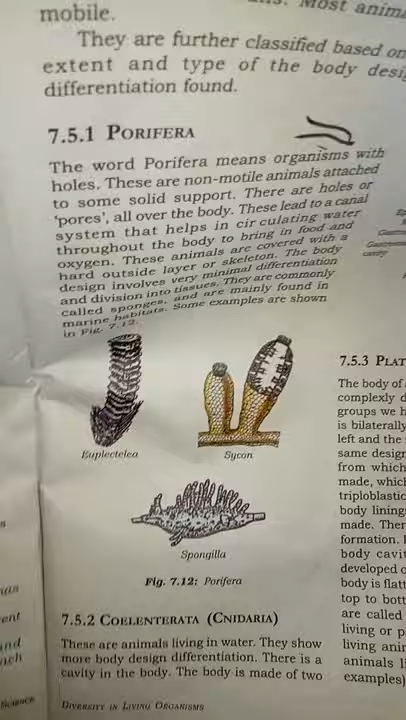 Most anima
mobile.
They are further classified based on
extent and type of the body desig
differentiation found.
7.5.1 PORIFERA
The word Porifera means organisms with
holes. These are non-motile animals attached
to some solid support. There are holes or
'pores', all over the body. These lead to a canal
system that helps in circulating water
throughout the body to bring in food and
oxygen. These animals are covered with a
hard outside layer or skeleton. The body
design involves very minimal differentiation
and division into tissues. They are commonly
called sponges, and are mainly found in
marine habitats. Some examples are shown
in Fig. 7.12.
Euplectelea
Sycon
Spongilla
Fig. 7.12: Porifera
7.5.2 COELENTERATA (CNIDARIA)
These are animals living in water. They show
more body design differentiation. There is a
cavity in the body. The body is made of two
DIVERSITY IN LIVING ORGANISMS
cavity
7.5.3 PLAT
The body of
complexly d
groups we h
is bilaterally
left and the
same design
from which
made, whic
triploblastic
body lining
made. Ther
formation.
body cavit
developed
body is flatt
top to bott
are called
living or p
living anir
animals li
examples)
SCIENCE